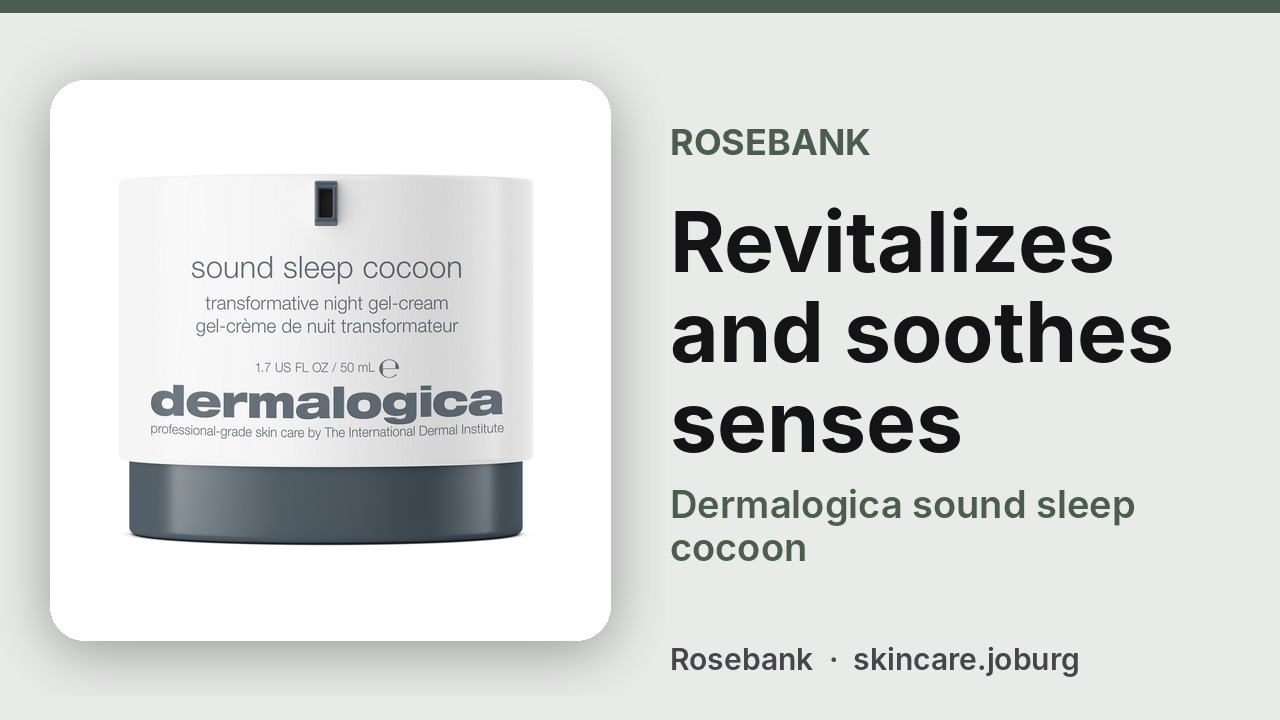 sound sleep cocoon
transformative night gel-cream
gel-crème de nuit transformateur
1.7 US FL OZ / 50 mL ℮
dermalogica
professional-grade skin care by The International Dermal Institute
ROSEBANK
Revitalizes
and soothes
senses
Dermalogica sound sleep
cocoon
Rosebank · skincare.joburg